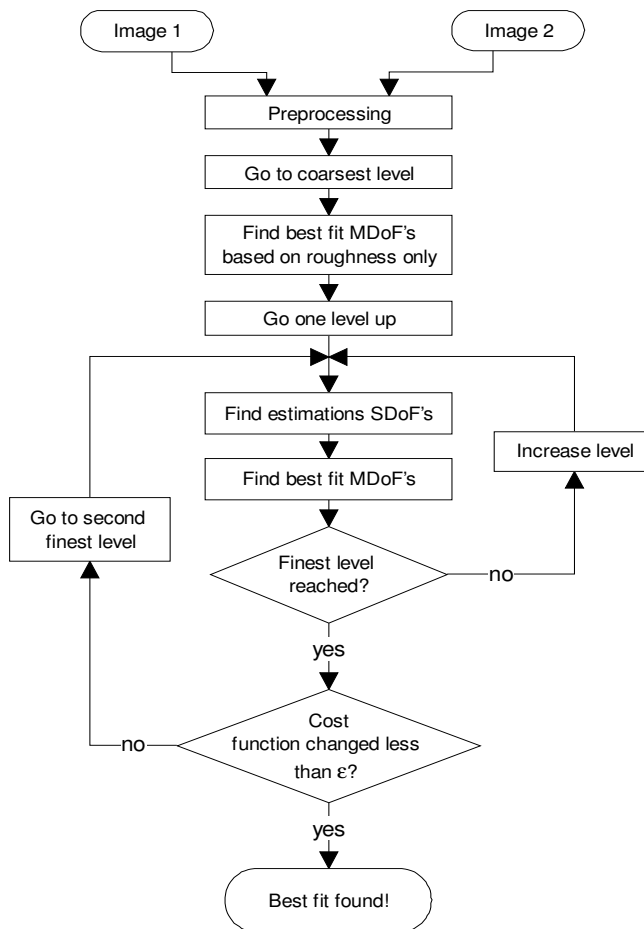 Image 1
Image 2
Preprocessing
Go to coarsest level
Find best fit MDoF's
based on roughness only
Go one level up
Find estimations SDoF's
Increase level
Find best fit MDoF's
Go to second
finest level
Finest level
reached?
no
yes
Cost
function changed less
than ε?
no
yes
Best fit found!